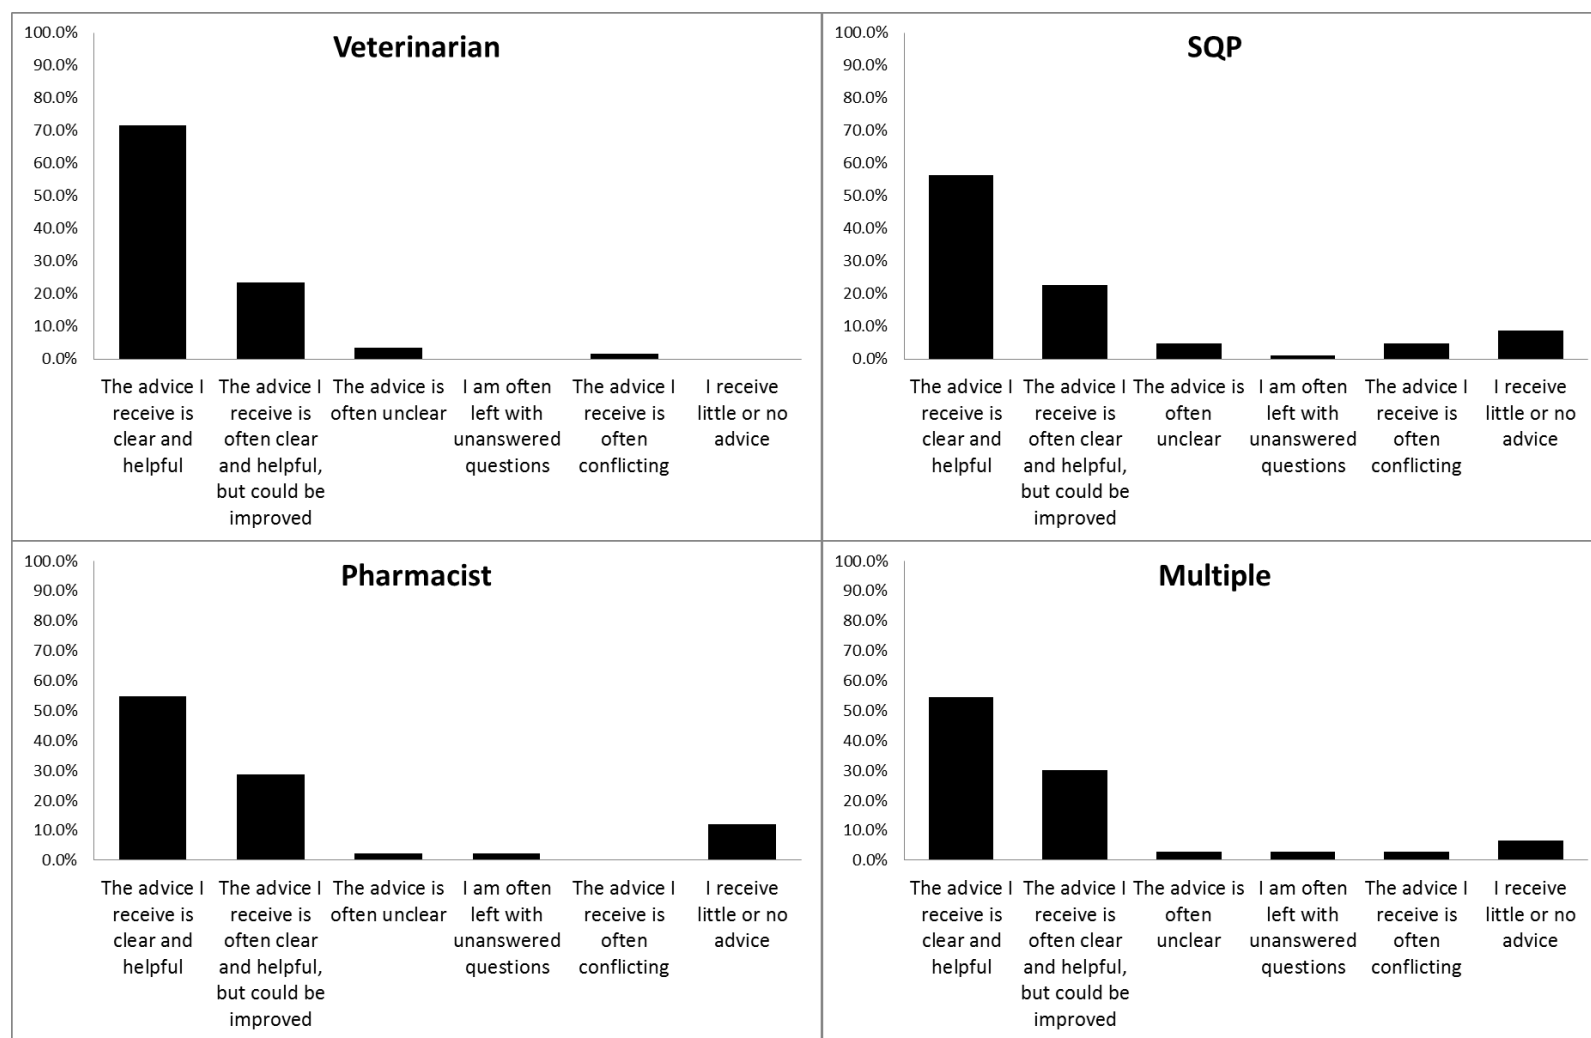 Veterinarian
100.0%
90.0%
80.0%
70.0%
60.0%
50.0%
40.0%
30.0%
20.0%
10.0%
0.0%
The advice I
receive is
clear and
helpful
The advice I
receive is
often clear
and helpful,
but could be
improved
The advice is
often unclear
I am often
left with
unanswered
questions
The advice I
receive is
often
conflicting
I receive
little or no
advice
SQP
100.0%
90.0%
80.0%
70.0%
60.0%
50.0%
40.0%
30.0%
20.0%
10.0%
0.0%
The advice I
receive is
clear and
helpful
The advice I
receive is
often clear
and helpful,
but could be
improved
The advice is
often
unclear
I am often
left with
unanswered
questions
The advice I
receive is
often
conflicting
I receive
little or no
advice
Pharmacist
100.0%
90.0%
80.0%
70.0%
60.0%
50.0%
40.0%
30.0%
20.0%
10.0%
0.0%
The advice I
receive is
clear and
helpful
The advice I
receive is
often clear
and helpful,
but could be
improved
The advice is
often unclear
I am often
left with
unanswered
questions
The advice I
receive is
often
conflicting
I receive
little or no
advice
Multiple
100.0%
90.0%
80.0%
70.0%
60.0%
50.0%
40.0%
30.0%
20.0%
10.0%
0.0%
The advice I
receive is
clear and
helpful
The advice I
receive is
often clear
and helpful,
but could be
improved
The advice is
often
unclear
I am often
left with
unanswered
questions
The advice I
receive is
often
conflicting
I receive
little or no
advice